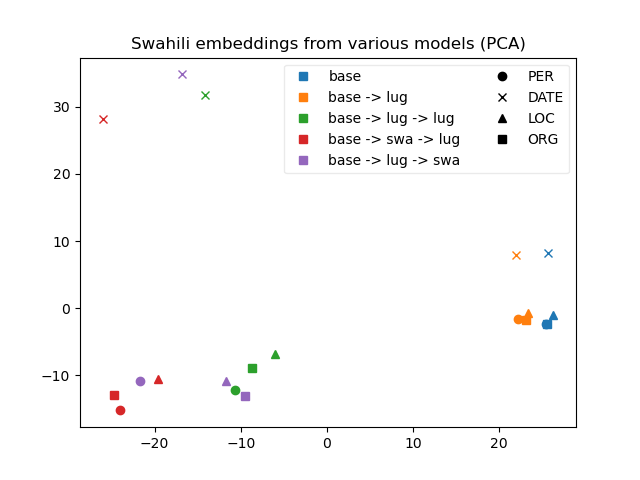 Swahili embeddings from various models (PCA)
base
base -> lug
base -> lug -> lug
base -> swa -> lug
base -> lug -> swa
PER
DATE
LOC
ORG
30
20
10
0
−10
−20
−10
0
10
20